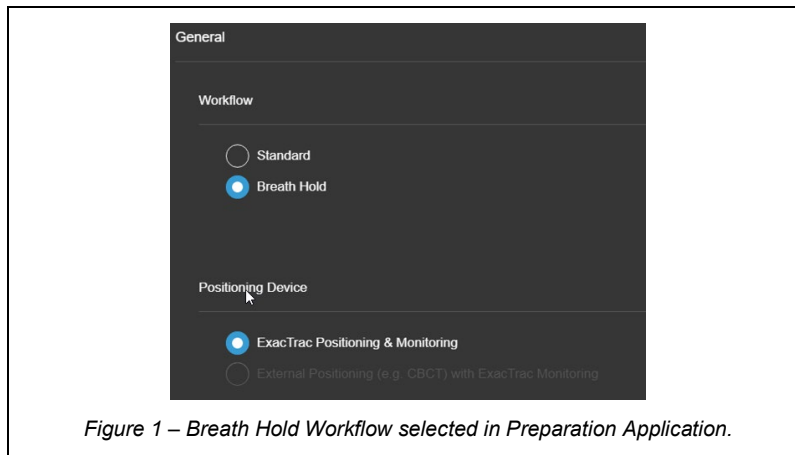 General
Workflow
Standard
Breath Hold
Positioning Device
ExacTrac Positioning & Monitoring
External Positioning (e.g. CBCT) with ExacTrac Monitoring
Figure 1 – Breath Hold Workflow selected in Preparation Application.